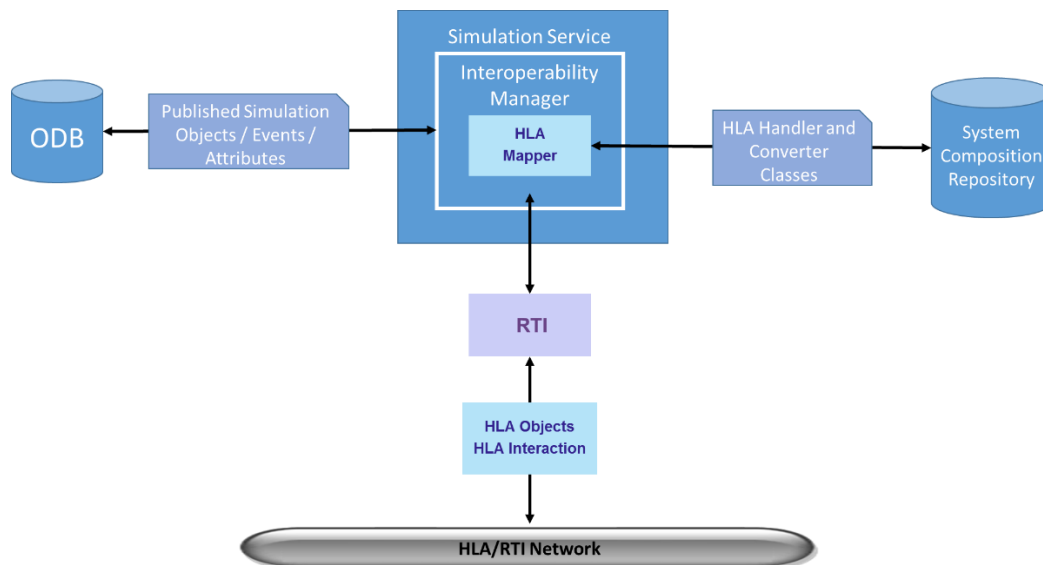 Simulation Service
Interoperability
Manager
HLA
Mapper
ODB
Published Simulation
Objects / Events /
Attributes
HLA Handler and
Converter
Classes
System
Composition
Repository
RTI
HLA Objects
HLA Interaction
HLA/RTI Network